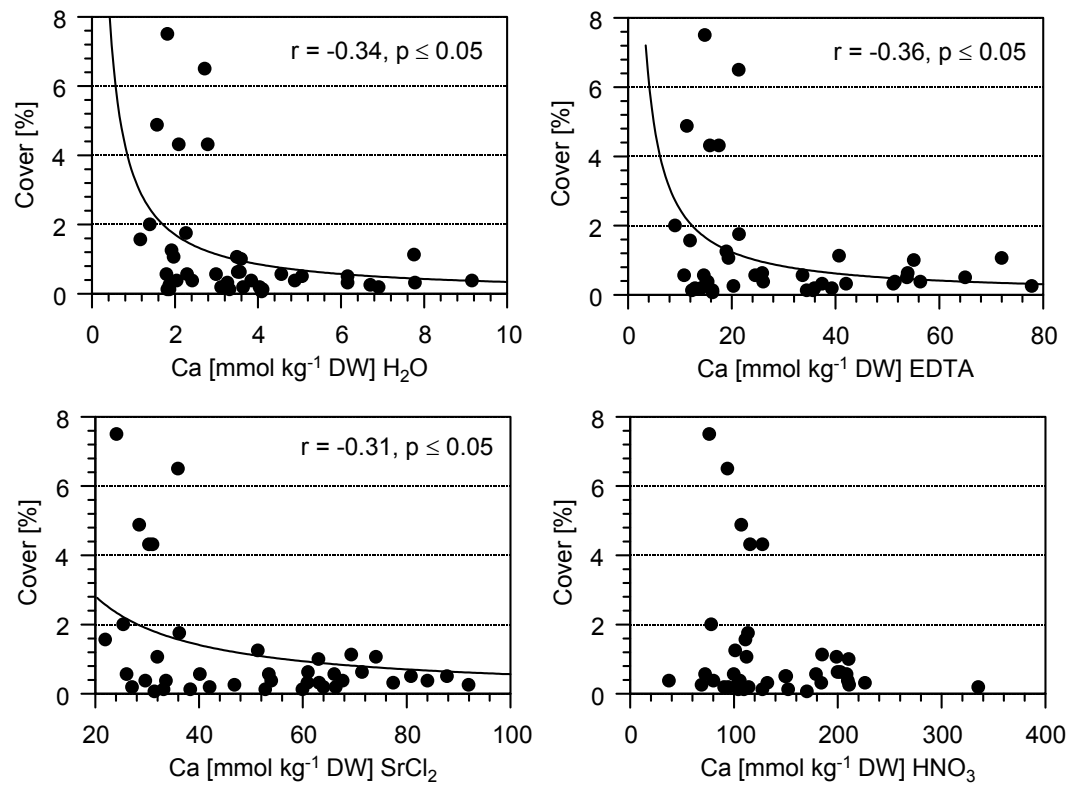 8
6
4
2
0
Cover [%]
r = -0.34, p ≤ 0.05
0 2 4 6 8 10
Ca [mmol kg⁻¹ DW] H₂O
8
6
4
2
0
Cover [%]
r = -0.36, p ≤ 0.05
0 20 40 60 80
Ca [mmol kg⁻¹ DW] EDTA
8
6
4
2
0
Cover [%]
r = -0.31, p ≤ 0.05
20 40 60 80 100
Ca [mmol kg⁻¹ DW] SrCl₂
8
6
4
2
0
Cover [%]
0 100 200 300 400
Ca [mmol kg⁻¹ DW] HNO₃